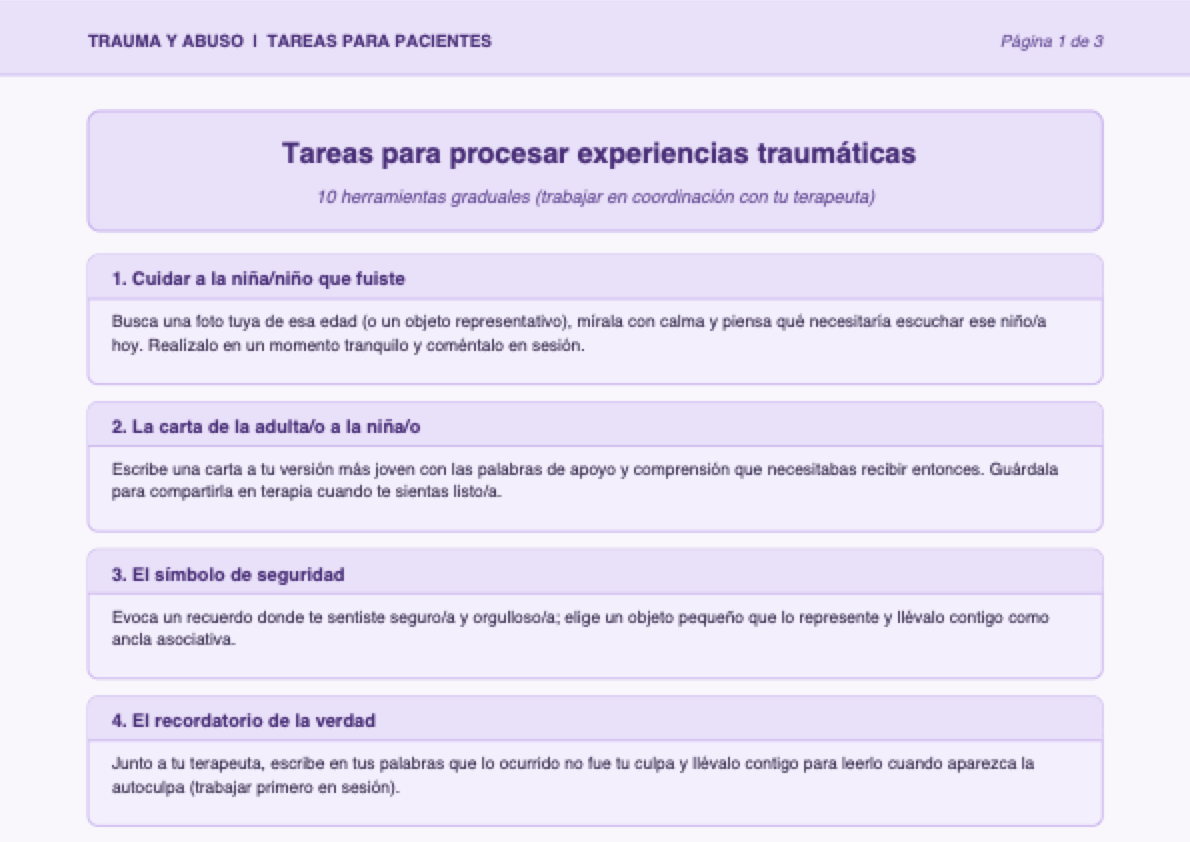 TRAUMA Y ABUSO | TAREAS PARA PACIENTES
Página 1 de 3
Tareas para procesar experiencias traumáticas
10 herramientas graduales (trabajar en coordinación con tu terapeuta)
1. Cuidar a la niña/niño que fuiste
Busca una foto tuya de esa edad (o un objeto representativo), mírala con calma y piensa qué necesitaría escuchar ese niño/a
hoy. Realízalo en un momento tranquilo y coméntalo en sesión.
2. La carta de la adulta/o a la niña/o
Escribe una carta a tu versión más joven con las palabras de apoyo y comprensión que necesitabas recibir entonces. Guárdala
para compartirla en terapia cuando te sientas listo/a.
3. El símbolo de seguridad
Evoca un recuerdo donde te sentiste seguro/a y orgulloso/a; elige un objeto pequeño que lo represente y llévalo contigo como
ancla asociativa.
4. El recordatorio de la verdad
Junto a tu terapeuta, escribe en tus palabras que lo ocurrido no fue tu culpa y llévalo contigo para leerlo cuando aparezca la
autoculpa (trabajar primero en sesión).